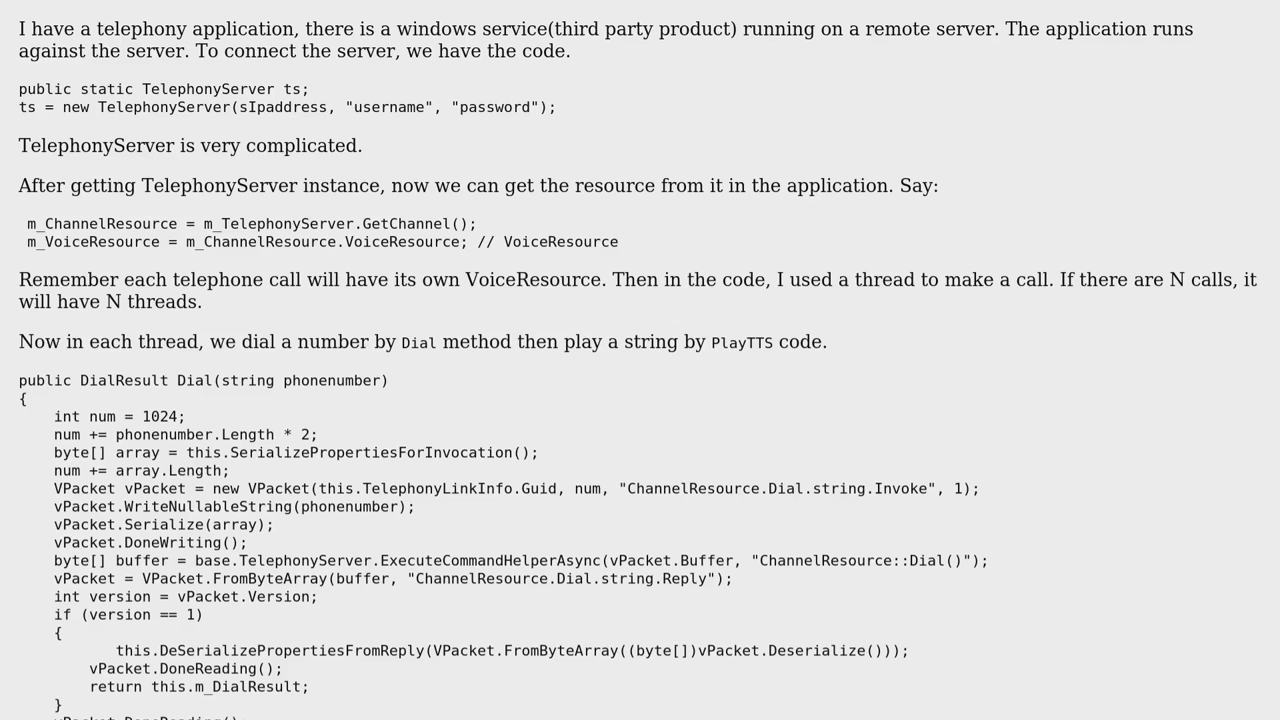 I have a telephony application, there is a windows service(third party product) running on a remote server. The application runs
against the server. To connect the server, we have the code.
public static TelephonyServer ts;
ts = new TelephonyServer(sIpaddress, "username", "password");
TelephonyServer is very complicated.
After getting TelephonyServer instance, now we can get the resource from it in the application. Say:
m_ChannelResource = m_TelephonyServer.GetChannel();
m_VoiceResource = m_ChannelResource.VoiceResource; // VoiceResource
Remember each telephone call will have its own VoiceResource. Then in the code, I used a thread to make a call. If there are N calls, it
will have N threads.
Now in each thread, we dial a number by Dial method then play a string by PlayTTS code.
public DialResult Dial(string phonenumber)
{
    int num = 1024;
    num += phonenumber.Length * 2;
    byte[] array = this.SerializePropertiesForInvocation();
    num += array.Length;
    VPacket vPacket = new VPacket(this.TelephonyLinkInfo.Guid, num, "ChannelResource.Dial.string.Invoke", 1);
    vPacket.WriteNullableString(phonenumber);
    vPacket.Serialize(array);
    vPacket.DoneWriting();
    byte[] buffer = base.TelephonyServer.ExecuteCommandHelperAsync(vPacket.Buffer, "ChannelResource::Dial()");
    vPacket = VPacket.FromByteArray(buffer, "ChannelResource.Dial.string.Reply");
    int version = vPacket.Version;
    if (version == 1)
    {
           this.DeSerializePropertiesFromReply(VPacket.FromByteArray((byte[])vPacket.Deserialize()));
        vPacket.DoneReading();
        return this.m_DialResult;
    }
    vPacket.DoneReading();